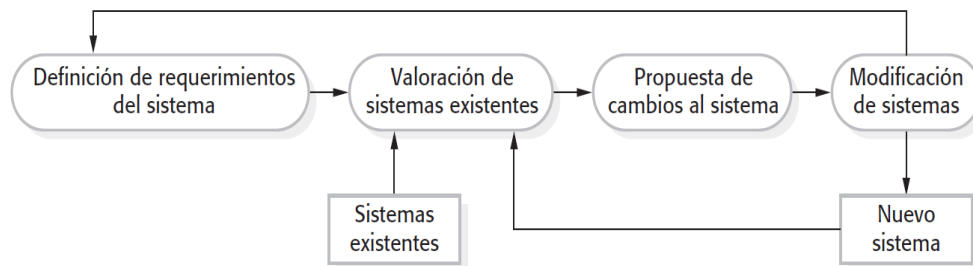 Definición de requerimientos
del sistema
Valoración de
sistemas existentes
Propuesta de
cambios al sistema
Modificación
de sistemas
Sistemas
existentes
Nuevo
sistema